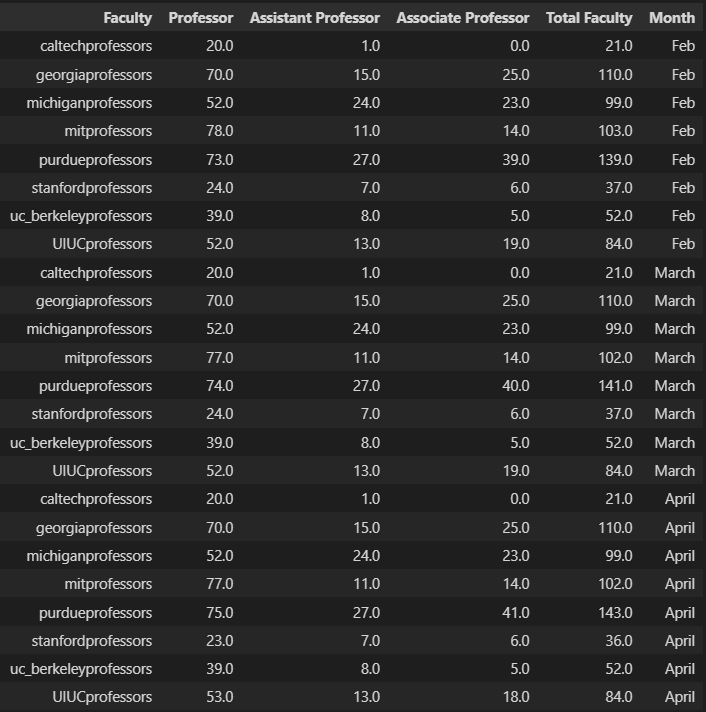 Faculty Professor Assistant Professor Associate Professor Total Faculty Month
caltechprofessors 20.0 1.0 0.0 21.0 Feb
georgiaprofessors 70.0 15.0 25.0 110.0 Feb
michiganprofessors 52.0 24.0 23.0 99.0 Feb
mitprofessors 78.0 11.0 14.0 103.0 Feb
purdueprofessors 73.0 27.0 39.0 139.0 Feb
stanfordprofessors 24.0 7.0 6.0 37.0 Feb
uc_berkeleyprofessors 39.0 8.0 5.0 52.0 Feb
UIUCprofessors 52.0 13.0 19.0 84.0 Feb
caltechprofessors 20.0 1.0 0.0 21.0 March
georgiaprofessors 70.0 15.0 25.0 110.0 March
michiganprofessors 52.0 24.0 23.0 99.0 March
mitprofessors 77.0 11.0 14.0 102.0 March
purdueprofessors 74.0 27.0 40.0 141.0 March
stanfordprofessors 24.0 7.0 6.0 37.0 March
uc_berkeleyprofessors 39.0 8.0 5.0 52.0 March
UIUCprofessors 52.0 13.0 19.0 84.0 March
caltechprofessors 20.0 1.0 0.0 21.0 April
georgiaprofessors 70.0 15.0 25.0 110.0 April
michiganprofessors 52.0 24.0 23.0 99.0 April
mitprofessors 77.0 11.0 14.0 102.0 April
purdueprofessors 75.0 27.0 41.0 143.0 April
stanfordprofessors 23.0 7.0 6.0 36.0 April
uc_berkeleyprofessors 39.0 8.0 5.0 52.0 April
UIUCprofessors 53.0 13.0 18.0 84.0 April